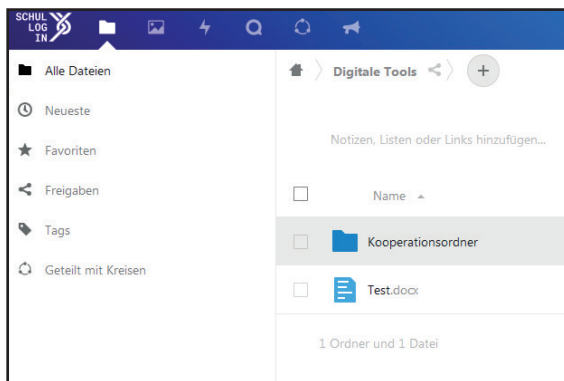 SCHUL
LOG
IN
Alle Dateien
Neueste
Favoriten
Freigaben
Tags
Geteilt mit Kreisen
Digitale Tools
Notizen, Listen oder Links hinzufügen...
Name
Kooperationsordner
Test.docx
1 Ordner und 1 Datei